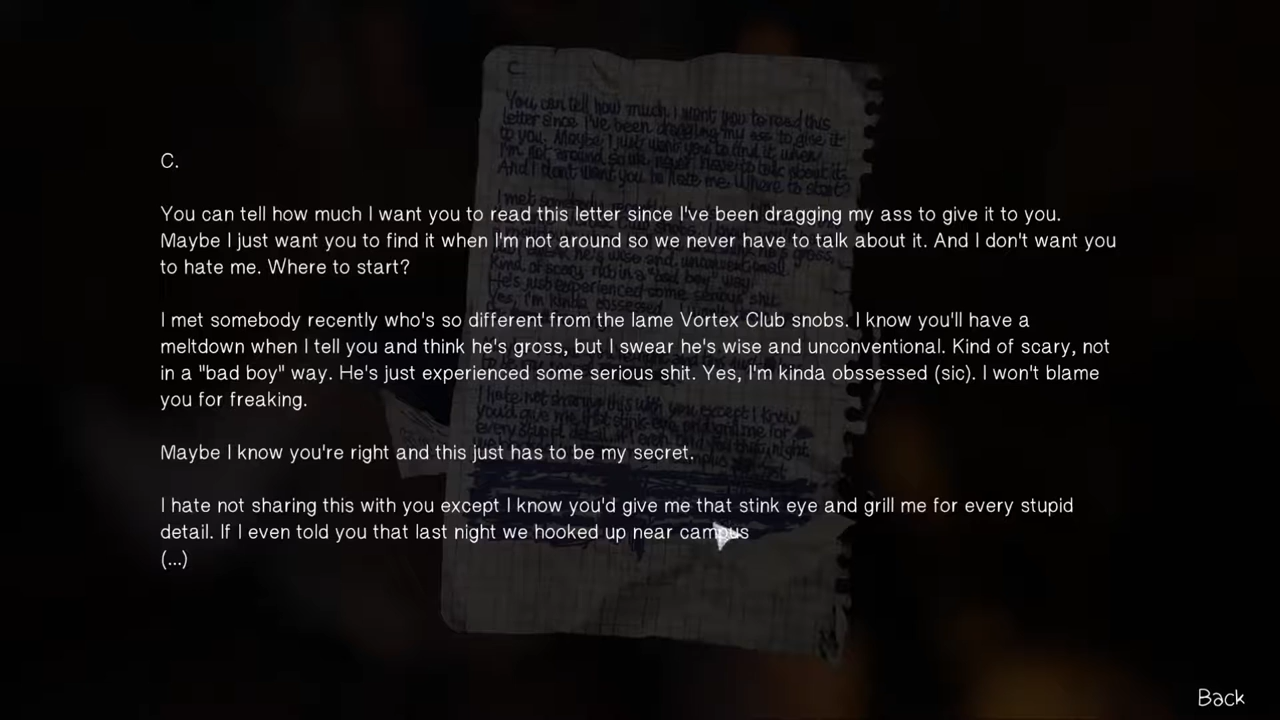 C.
You can tell how much I want you to read this letter since I've been dragging my ass to give it to you.
Maybe I just want you to find it when I'm not around so we never have to talk about it. And I don't want you
to hate me. Where to start?
I met somebody recently who's so different from the lame Vortex Club snobs. I know you'll have a
meltdown when I tell you and think he's gross, but I swear he's wise and unconventional. Kind of scary, not
in a "bad boy" way. He's just experienced some serious shit. Yes, I'm kinda obssessed (sic). I won't blame
you for freaking.
Maybe I know you're right and this just has to be my secret.
I hate not sharing this with you except I know you'd give me that stink eye and grill me for every stupid
detail. If I even told you that last night we hooked up near campus
(...)
Back